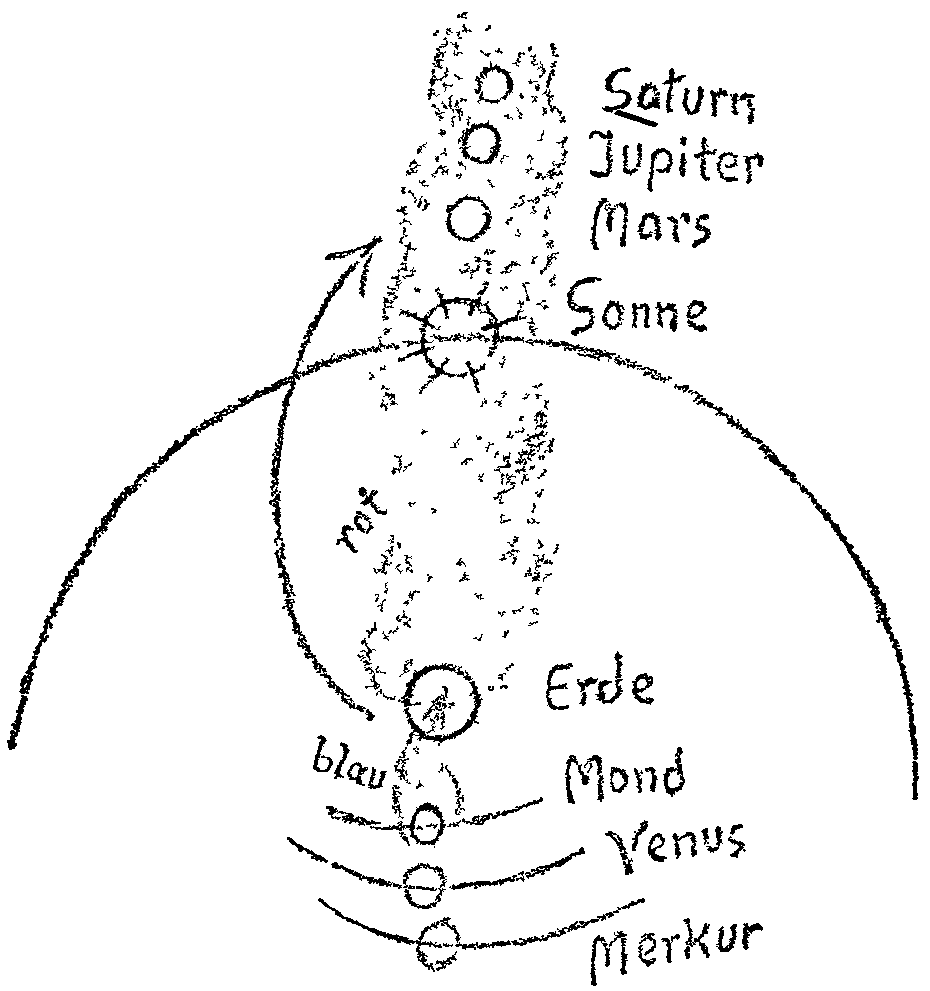 Saturn
Jupiter
Mars
Sonne
rot
Erde
blau
Mond
Venus
Merkur